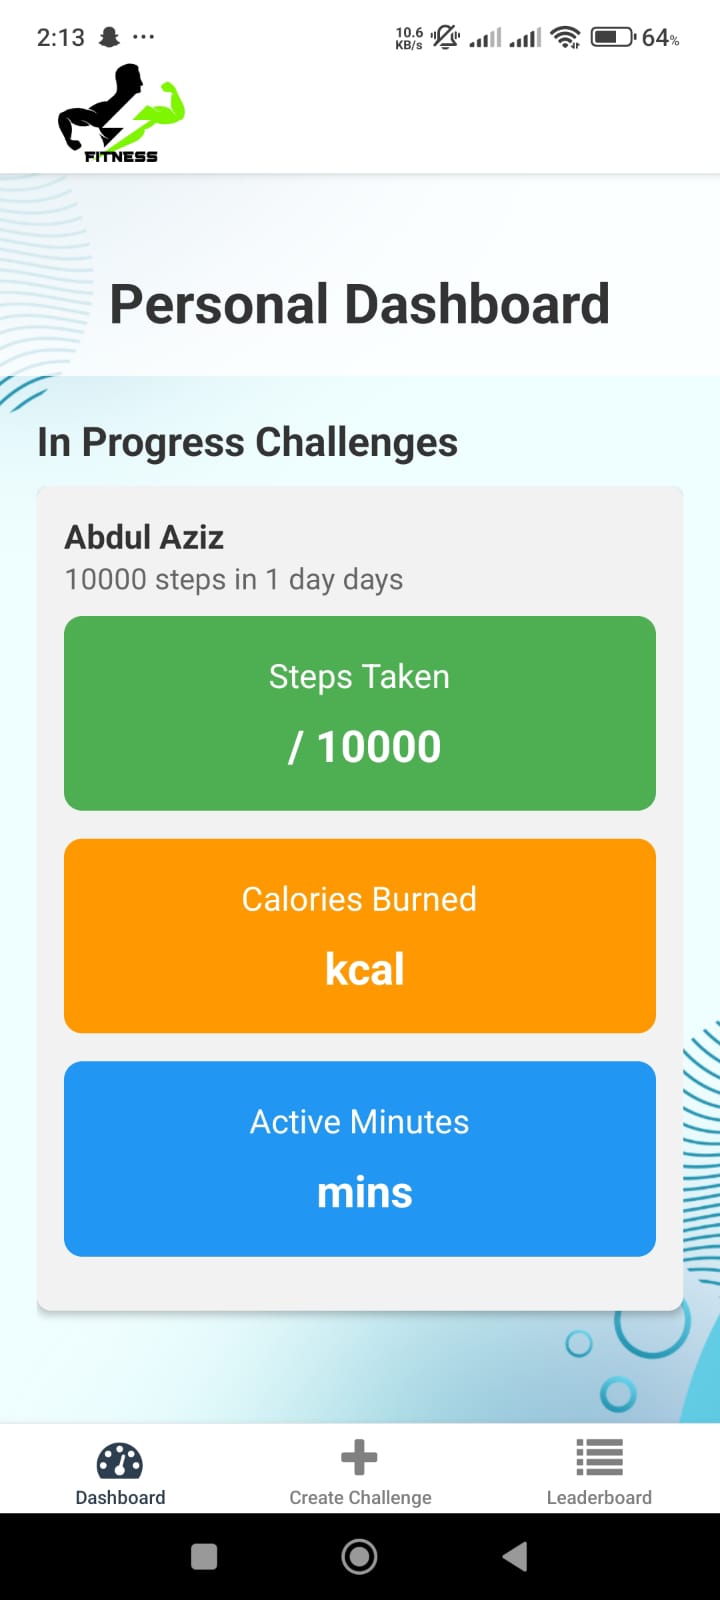 2:13 ...
10.6
KB/s
64%
FITNESS
Personal Dashboard
In Progress Challenges
Abdul Aziz
10000 steps in 1 day days
Steps Taken
/ 10000
Calories Burned
kcal
Active Minutes
mins
Dashboard Create Challenge Leaderboard